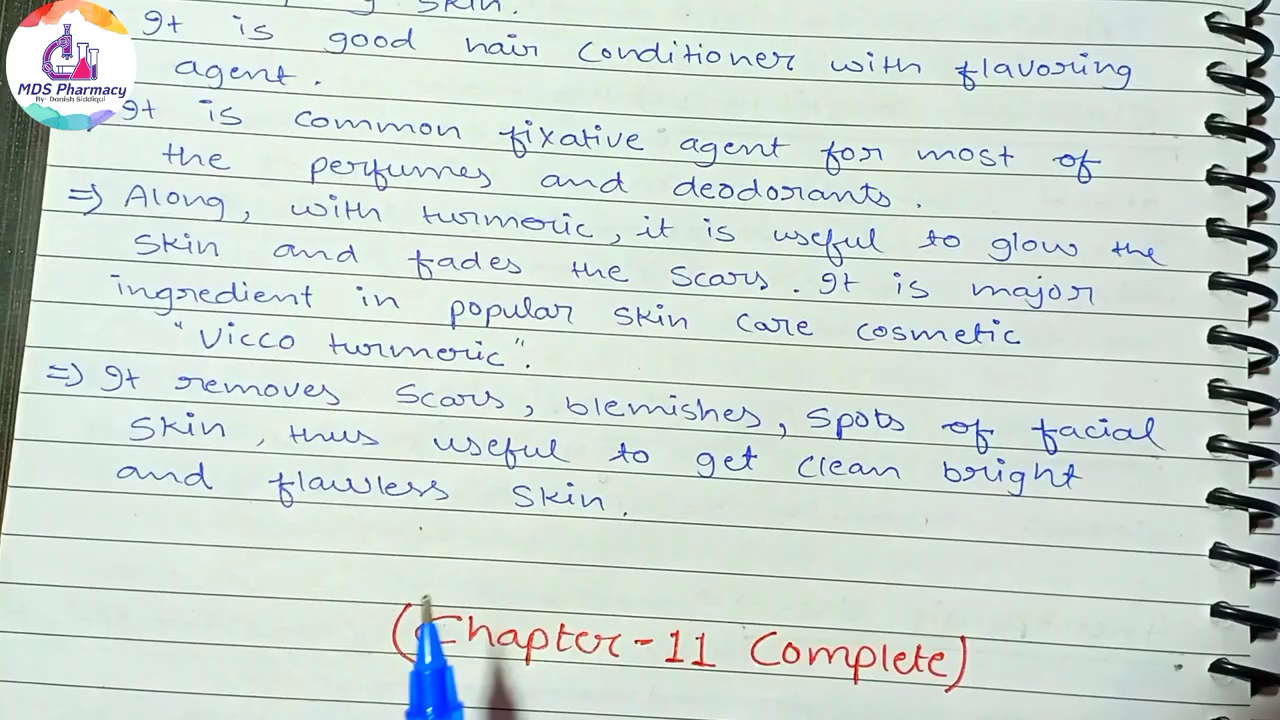 skin.
It is good hair conditioner with flavoring
agent.
It is common fixative agent for most of
the perfumes and deodorants.
=> Along, with turmeric, it is useful to glow the
skin and fades the scars. It is major
ingredient in popular skin care cosmetic
"Vicco turmeric".
=> It removes scars, blemishes, spots of facial
skin, thus useful to get clean bright
and flawless skin.
(Chapter-11 Complete)
MDS Pharmacy
By- Danish Siddiqui